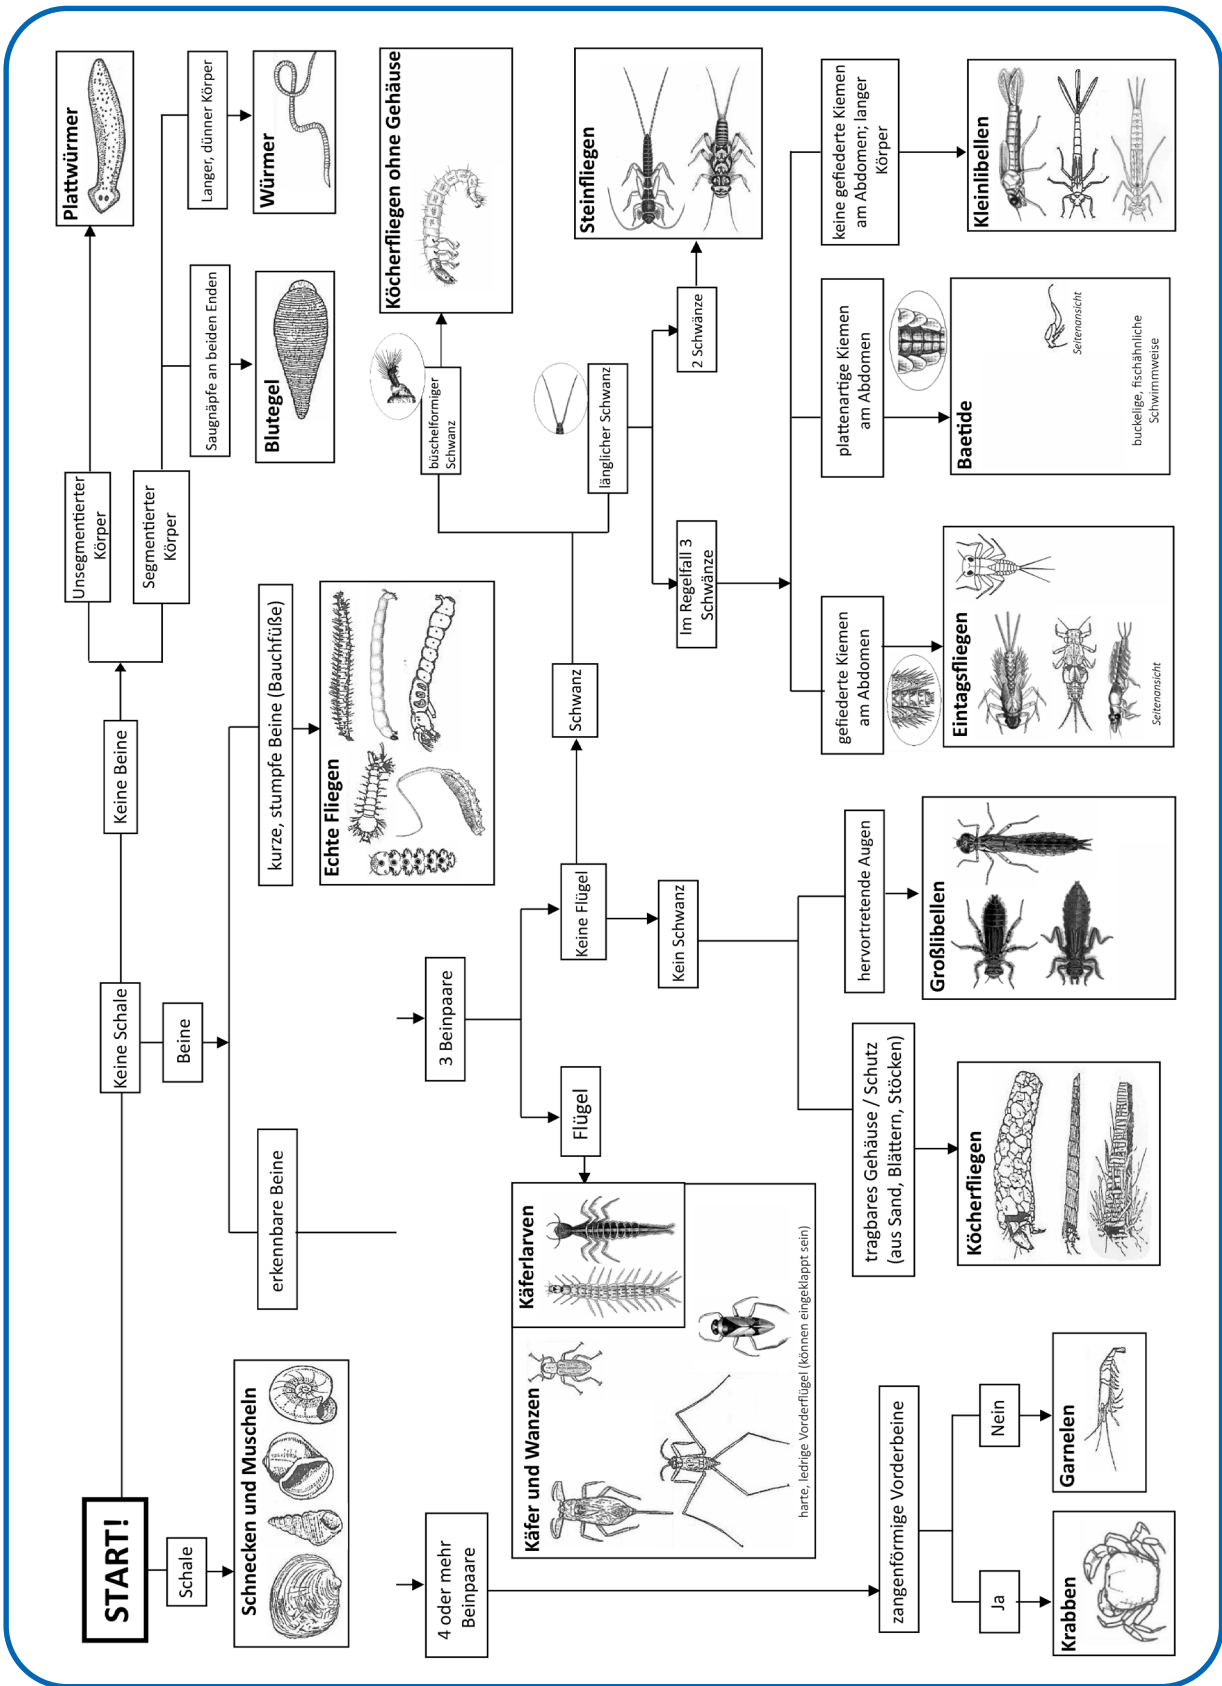 START!
Schale
Schnecken und Muscheln
Keine Schale
Keine Beine
Unsegmentierter
Körper
Plattwürmer
Segmentierter
Körper
Saugnäpfe an beiden Enden
Blutegel
Langer, dünner Körper
Würmer
Beine
erkennbare Beine
kurze, stumpfe Beine (Bauchfüße)
Echte Fliegen
4 oder mehr
Beinpaare
3 Beinpaare
Flügel
Käfer und Wanzen
Käferlarven
harte, ledrige Vorderflügel (können eingeklappt sein)
Keine Flügel
Schwanz
büschelformiger
Schwanz
Köcherfliegen ohne Gehäuse
länglicher Schwanz
2 Schwänze
Steinfliegen
Im Regelfall 3
Schwänze
Kein Schwanz
tragbares Gehäuse / Schutz
(aus Sand, Blättern, Stöcken)
Köcherfliegen
hervortretende Augen
Großlibellen
gefiederte Kiemen
am Abdomen
Eintagsfliegen
Seitenansicht
plattenartige Kiemen
am Abdomen
Baetide
Seitenansicht
buckelige, fischähnliche
Schwimmweise
keine gefiederte Kiemen
am Abdomen; langer
Körper
Kleinlibellen
zangenförmige Vorderbeine
Ja
Krabben
Nein
Garnelen